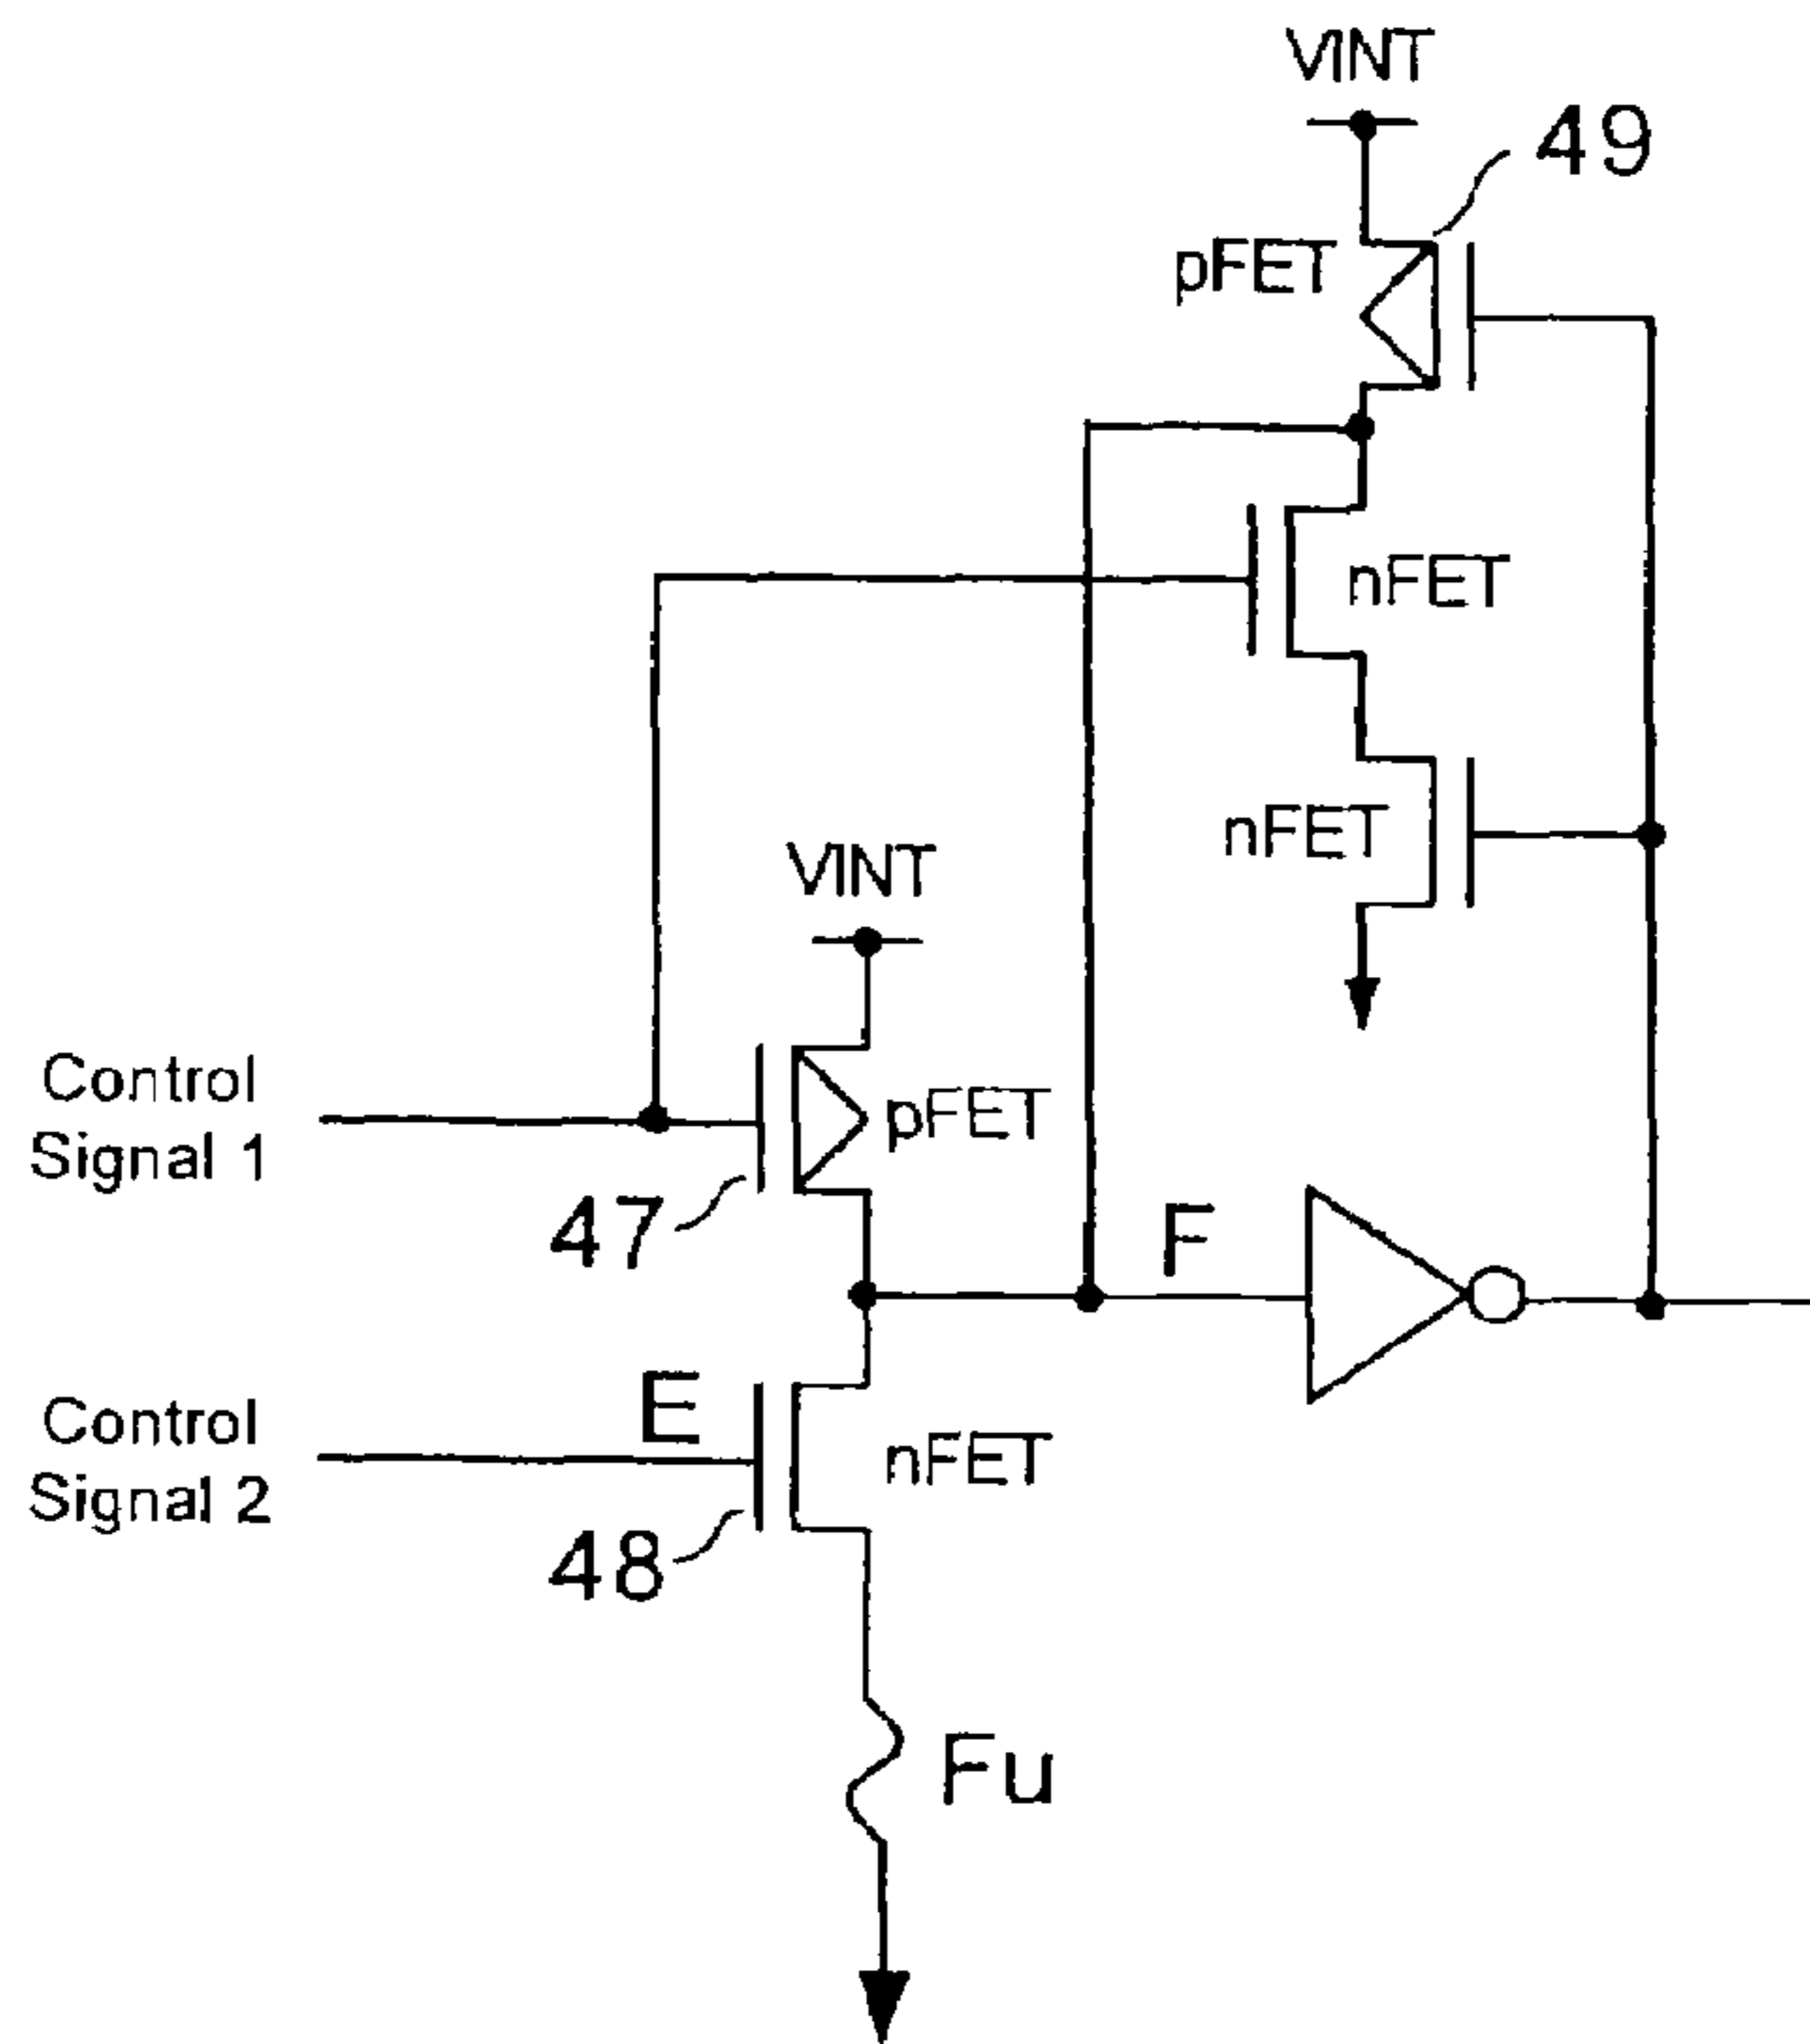 VINT
49
pFET
nFET
nFET
VINT
Control
Signal 1
pFET
47
F
E
Control
Signal 2
nFET
48
Fu